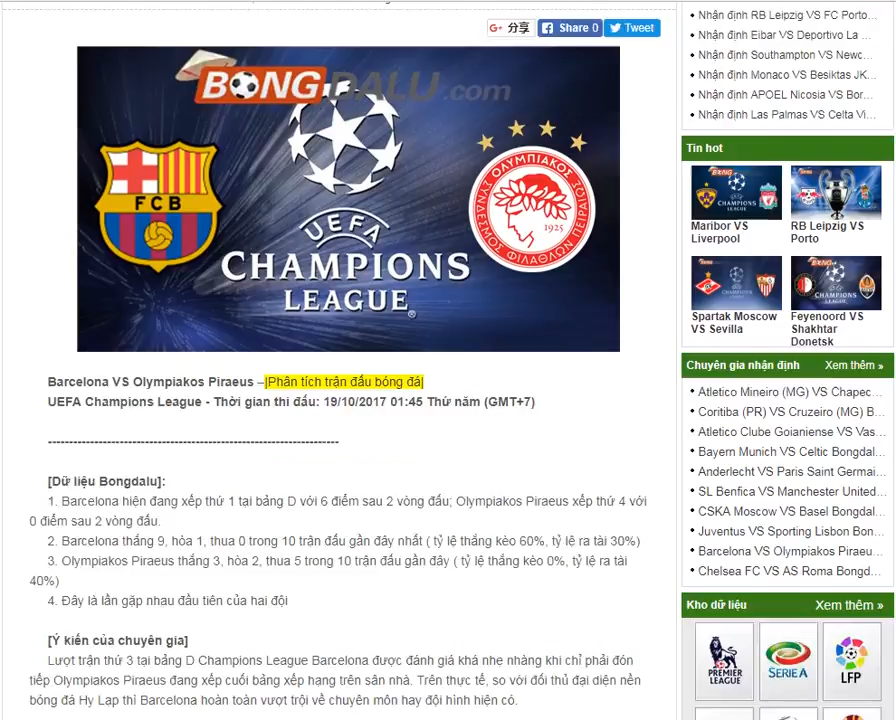 分享
Share 0
Tweet
BONGDALU.com
FCB
UEFA
CHAMPIONS
LEAGUE®
ΟΛΥΜΠΙΑΚΟΣ
ΣΥΝΔΕΣΜΟΣ ΦΙΛΑΘΛΩΝ ΠΕΙΡΑΙΩΣ
1925
Barcelona VS Olympiakos Piraeus –|Phân tích trận đấu bóng đá|
UEFA Champions League - Thời gian thi đấu: 19/10/2017 01:45 Thứ năm (GMT+7)
--------------------------------------------------------------------
[Dữ liệu Bongdalu]:
1. Barcelona hiện đang xếp thứ 1 tại bảng D với 6 điểm sau 2 vòng đấu; Olympiakos Piraeus xếp thứ 4 với
0 điểm sau 2 vòng đấu.
2. Barcelona thắng 9, hòa 1, thua 0 trong 10 trận đấu gần đây nhất ( tỷ lệ thắng kèo 60%, tỷ lệ ra tài 30%)
3. Olympiakos Piraeus thắng 3, hòa 2, thua 5 trong 10 trận đấu gần đây ( tỷ lệ thắng kèo 0%, tỷ lệ ra tài
40%)
4. Đây là lần gặp nhau đầu tiên của hai đội
[Ý kiến của chuyên gia]
Lượt trận thứ 3 tại bảng D Champions League Barcelona được đánh giá khá nhẹ nhàng khi chỉ phải đón
tiếp Olympiakos Piraeus đang xếp cuối bảng xếp hạng trên sân nhà. Trên thực tế, so với đối thủ đại diện nền
bóng đá Hy Lạp thì Barcelona hoàn toàn vượt trội về chuyên môn hay đội hình hiện có.
Nhận định RB Leipzig VS FC Porto...
Nhận định Eibar VS Deportivo La ...
Nhận định Southampton VS Newc...
Nhận định Monaco VS Besiktas JK...
Nhận định APOEL Nicosia VS Bor...
Nhận định Las Palmas VS Celta Vi...
Tin hot
Maribor VS
Liverpool
RB Leipzig VS
Porto
Spartak Moscow
VS Sevilla
Feyenoord VS
Shakhtar
Donetsk
Chuyên gia nhận định
Xem thêm »
Atletico Mineiro (MG) VS Chapec...
Coritiba (PR) VS Cruzeiro (MG) B...
Atletico Clube Goianiense VS Vas...
Bayern Munich VS Celtic Bongdal...
Anderlecht VS Paris Saint Germai...
SL Benfica VS Manchester United...
CSKA Moscow VS Basel Bongdal...
Juventus VS Sporting Lisbon Bon...
Barcelona VS Olympiakos Piraeu...
Chelsea FC VS AS Roma Bongd...
Kho dữ liệu
Xem thêm »
PREMIER
LEAGUE
SERIE A
LFP